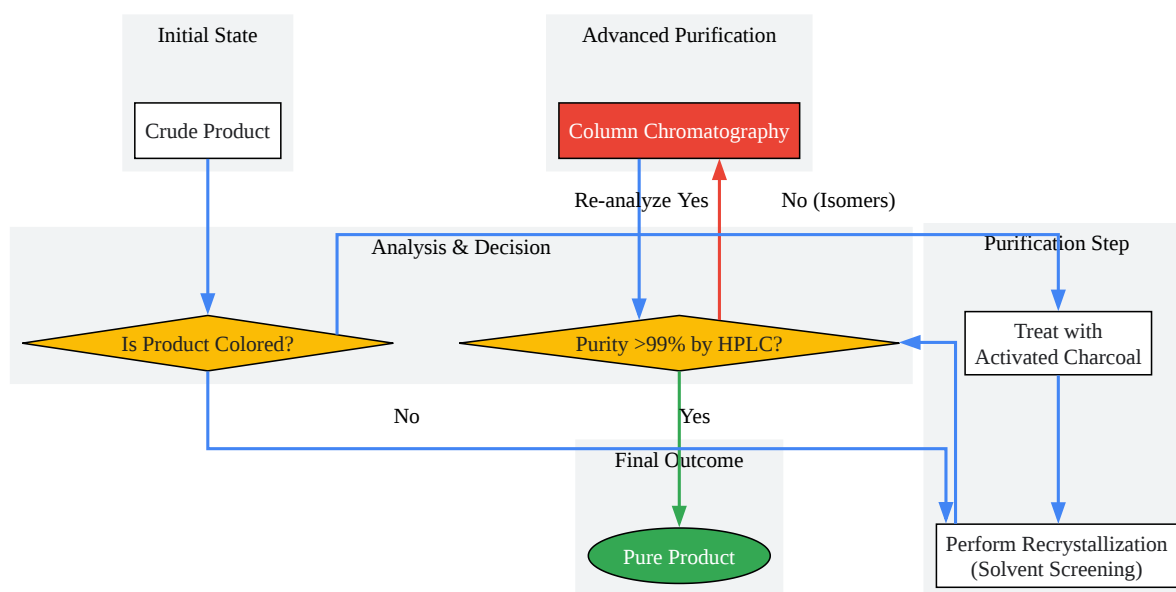 Initial State
Advanced Purification
Crude Product
Column Chromatography
Re-analyze
Yes
No (Isomers)
Analysis & Decision
Purification Step
Is Product Colored?
Purity >99% by HPLC?
Treat with
Activated Charcoal
No
Yes
Final Outcome
Pure Product
Perform Recrystallization
(Solvent Screening)